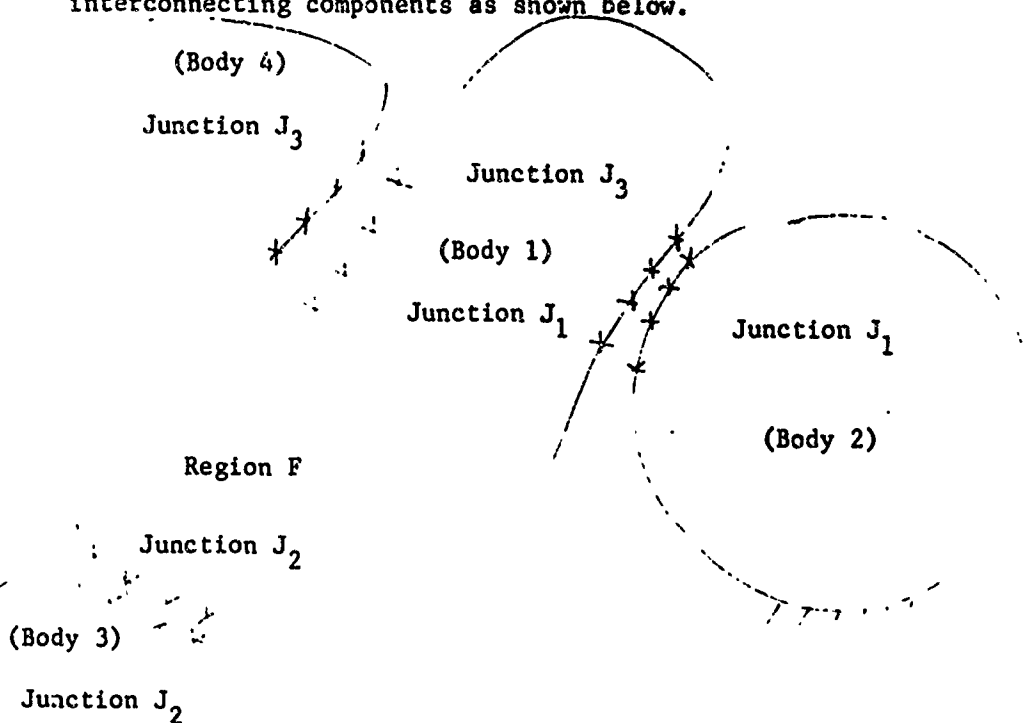 interconnecting components as shown below.
(Body 4)
Junction J3
Junction J3
(Body 1)
Junction J1
Junction J1
(Body 2)
Region F
Junction J2
(Body 3)
Junction J2